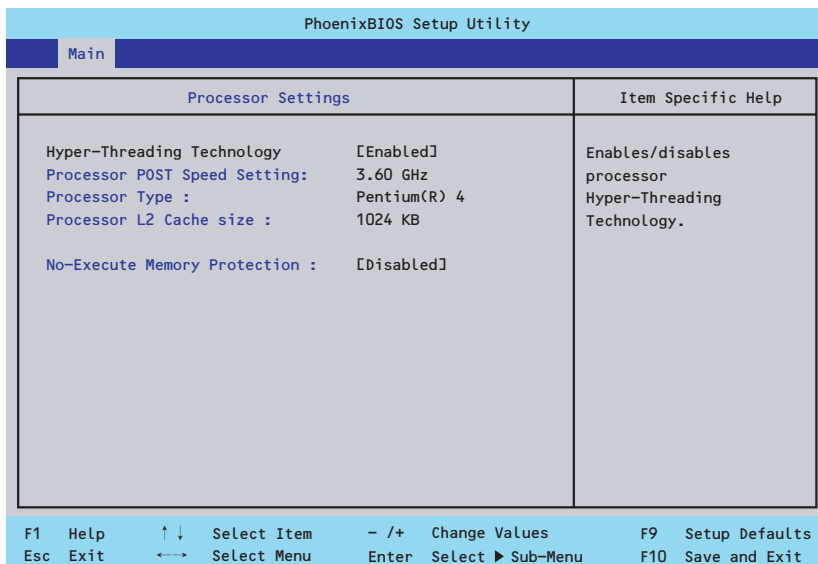 PhoenixBIOS Setup Utility
Main
Processor Settings
Item Specific Help
Hyper-Threading Technology [Enabled]
Processor POST Speed Setting: 3.60 GHz
Processor Type : Pentium(R) 4
Processor L2 Cache size : 1024 KB
No-Execute Memory Protection : [Disabled]
Enables/disables
processor
Hyper-Threading
Technology.
F1 Help ↑↓ Select Item - /+ Change Values F9 Setup Defaults
Esc Exit ←→ Select Menu Enter Select ▶ Sub-Menu F10 Save and Exit